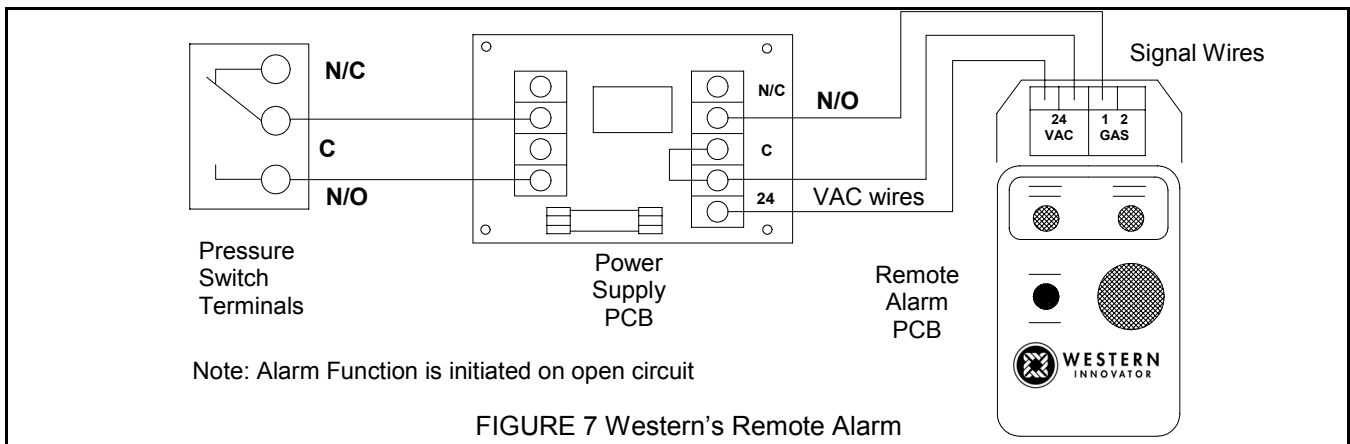 N/C
C
N/O
Pressure
Switch
Terminals
N/C
N/O
C
24
VAC wires
Power
Supply
PCB
Signal Wires
24
VAC
1 2
GAS
Remote
Alarm
PCB
WESTERN
INNOVATOR
Note: Alarm Function is initiated on open circuit
FIGURE 7 Western's Remote Alarm